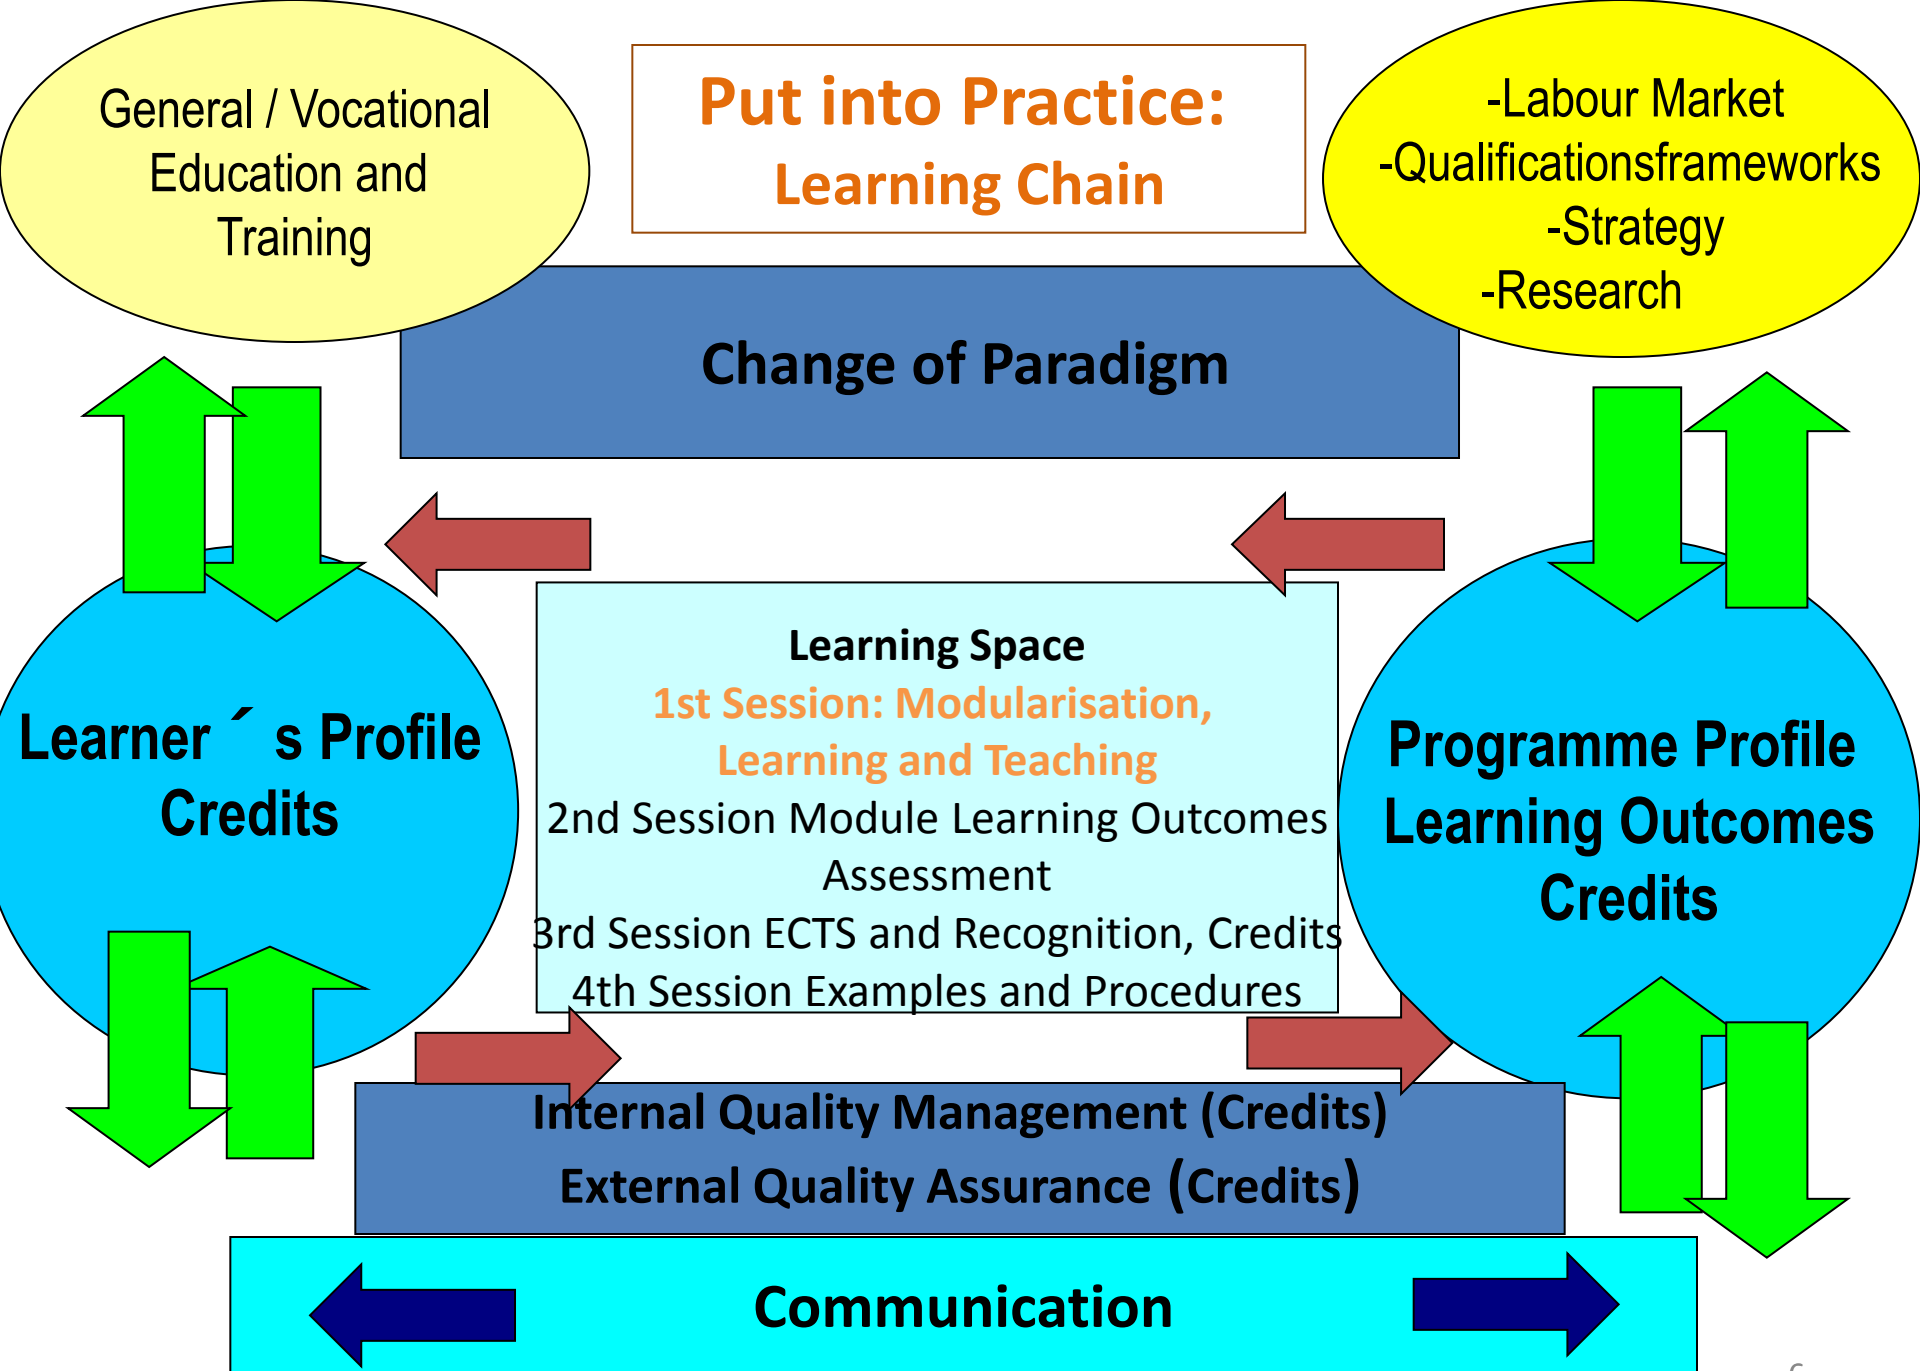 General / Vocational
Education and
Training
Put into Practice:
Learning Chain
-Labour Market
-Qualificationsframeworks
-Strategy
-Research
Change of Paradigm
Learner ´ s Profile
Credits
Learning Space
1st Session: Modularisation,
Learning and Teaching
2nd Session Module Learning Outcomes
Assessment
3rd Session ECTS and Recognition, Credits
4th Session Examples and Procedures
Programme Profile
Learning Outcomes
Credits
Internal Quality Management (Credits)
External Quality Assurance (Credits)
Communication